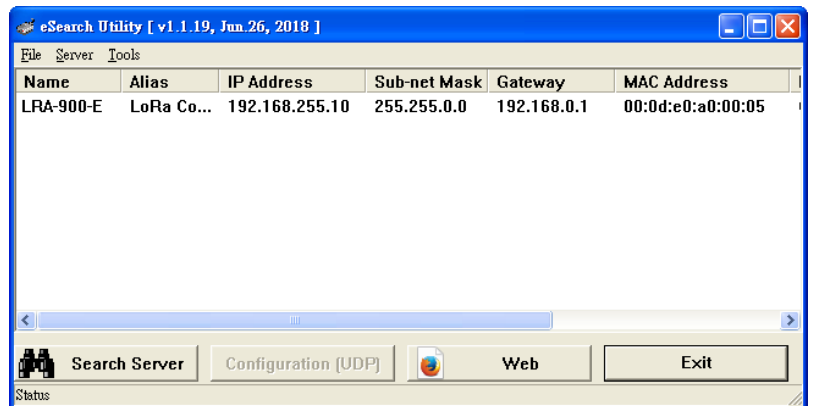 eSearch Utility [ v1.1.19, Jun.26, 2018 ]
File Server Tools
Name Alias IP Address Sub-net Mask Gateway MAC Address
LRA-900-E LoRa Co... 192.168.255.10 255.255.0.0 192.168.0.1 00:0d:e0:a0:00:05
Search Server Configuration (UDP) Web Exit
Status